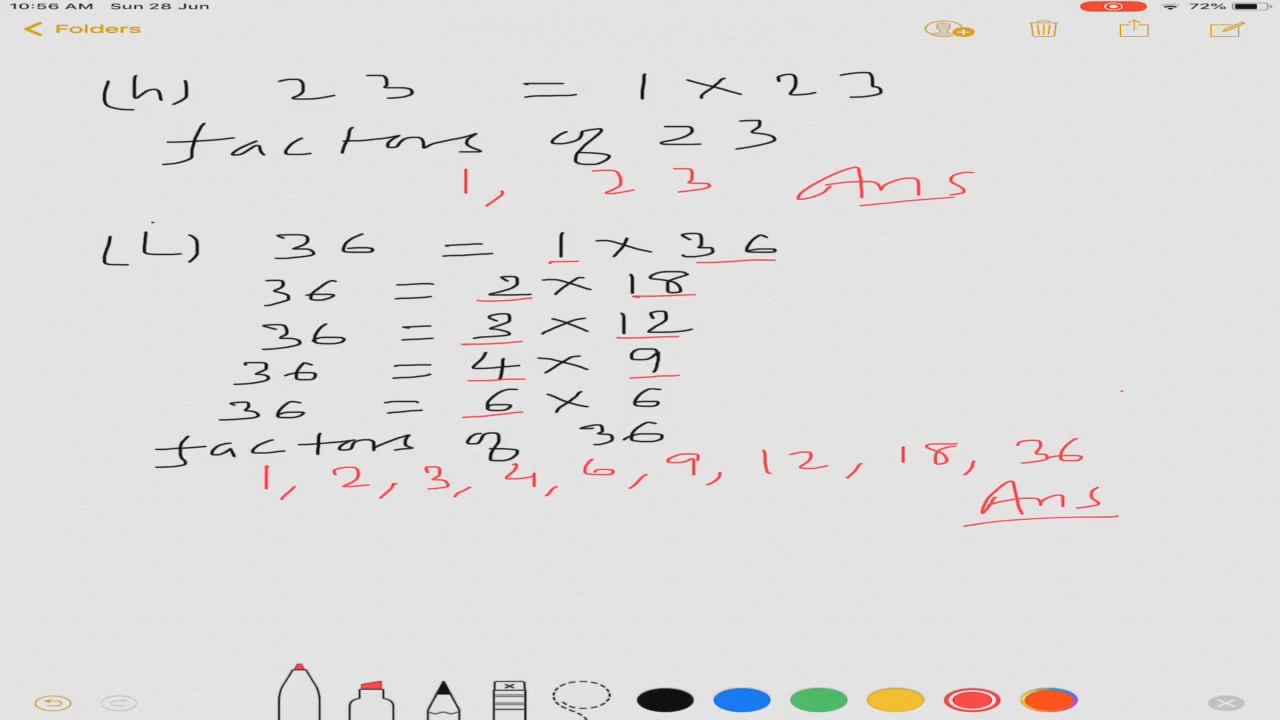 10:56 AM Sun 28 Jun 72%
Folders
(h) 23 = 1 × 23
factors of 23
1, 23 Ans
(i) 36 = 1 × 36
36 = 2 × 18
36 = 3 × 12
36 = 4 × 9
36 = 6 × 6
factors of 36
1, 2, 3, 4, 6, 9, 12, 18, 36
Ans